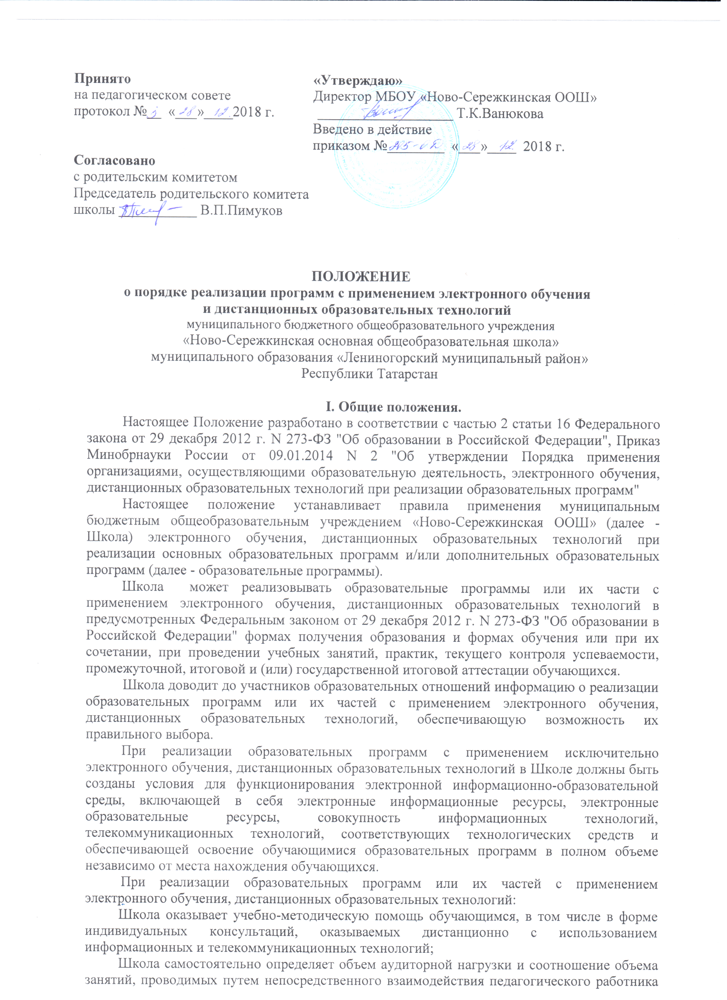 Принято
на педагогическом совете
протокол №__ «28» 12.2018 г.
Согласовано
с родительским комитетом
Председатель родительского комитета
школы ___________ В.П.Пимуков
«Утверждаю»
Директор МБОУ «Ново-Сережкинская ООШ»
___________________ Т.К.Ванюкова
Введено в действие
приказом № «28» 12. 2018 г.
ПОЛОЖЕНИЕ
о порядке реализации программ с применением электронного обучения
и дистанционных образовательных технологий
муниципального бюджетного общеобразовательного учреждения
«Ново-Сережкинская основная общеобразовательная школа»
муниципального образования «Лениногорский муниципальный район»
Республики Татарстан
I. Общие положения.
Настоящее Положение разработано в соответствии с частью 2 статьи 16 Федерального
закона от 29 декабря 2012 г. N 273-ФЗ "Об образовании в Российской Федерации", Приказ
Минобрнауки России от 09.01.2014 N 2 "Об утверждении Порядка применения
организациями, осуществляющими образовательную деятельность, электронного обучения,
дистанционных образовательных технологий при реализации образовательных программ"
Настоящее положение устанавливает правила применения муниципальным
бюджетным общеобразовательным учреждением «Ново-Сережкинская ООШ» (далее -
Школа) электронного обучения, дистанционных образовательных технологий при
реализации основных образовательных программ и/или дополнительных образовательных
программ (далее - образовательные программы).
Школа может реализовывать образовательные программы или их части с
применением электронного обучения, дистанционных образовательных технологий в
предусмотренных Федеральным законом от 29 декабря 2012 г. N 273-ФЗ "Об образовании в
Российской Федерации" формах получения образования и формах обучения или при их
сочетании, при проведении учебных занятий, практик, текущего контроля успеваемости,
промежуточной, итоговой и (или) государственной итоговой аттестации обучающихся.
Школа доводит до участников образовательных отношений информацию о реализации
образовательных программ или их частей с применением электронного обучения,
дистанционных образовательных технологий, обеспечивающую возможность их
правильного выбора.
При реализации образовательных программ с применением исключительно
электронного обучения, дистанционных образовательных технологий в Школе должны быть
созданы условия для функционирования электронной информационно-образовательной
среды, включающей в себя электронные информационные ресурсы, электронные
образовательные ресурсы, совокупность информационных технологий,
телекоммуникационных технологий, соответствующих технологических средств и
обеспечивающей освоение обучающимися образовательных программ в полном объеме
независимо от места нахождения обучающихся.
При реализации образовательных программ или их частей с применением
электронного обучения, дистанционных образовательных технологий:
Школа оказывает учебно-методическую помощь обучающимся, в том числе в форме
индивидуальных консультаций, оказываемых дистанционно с использованием
информационных и телекоммуникационных технологий;
Школа самостоятельно определяет объем аудиторной нагрузки и соотношение объема
занятий, проводимых путем непосредственного взаимодействия педагогического работника